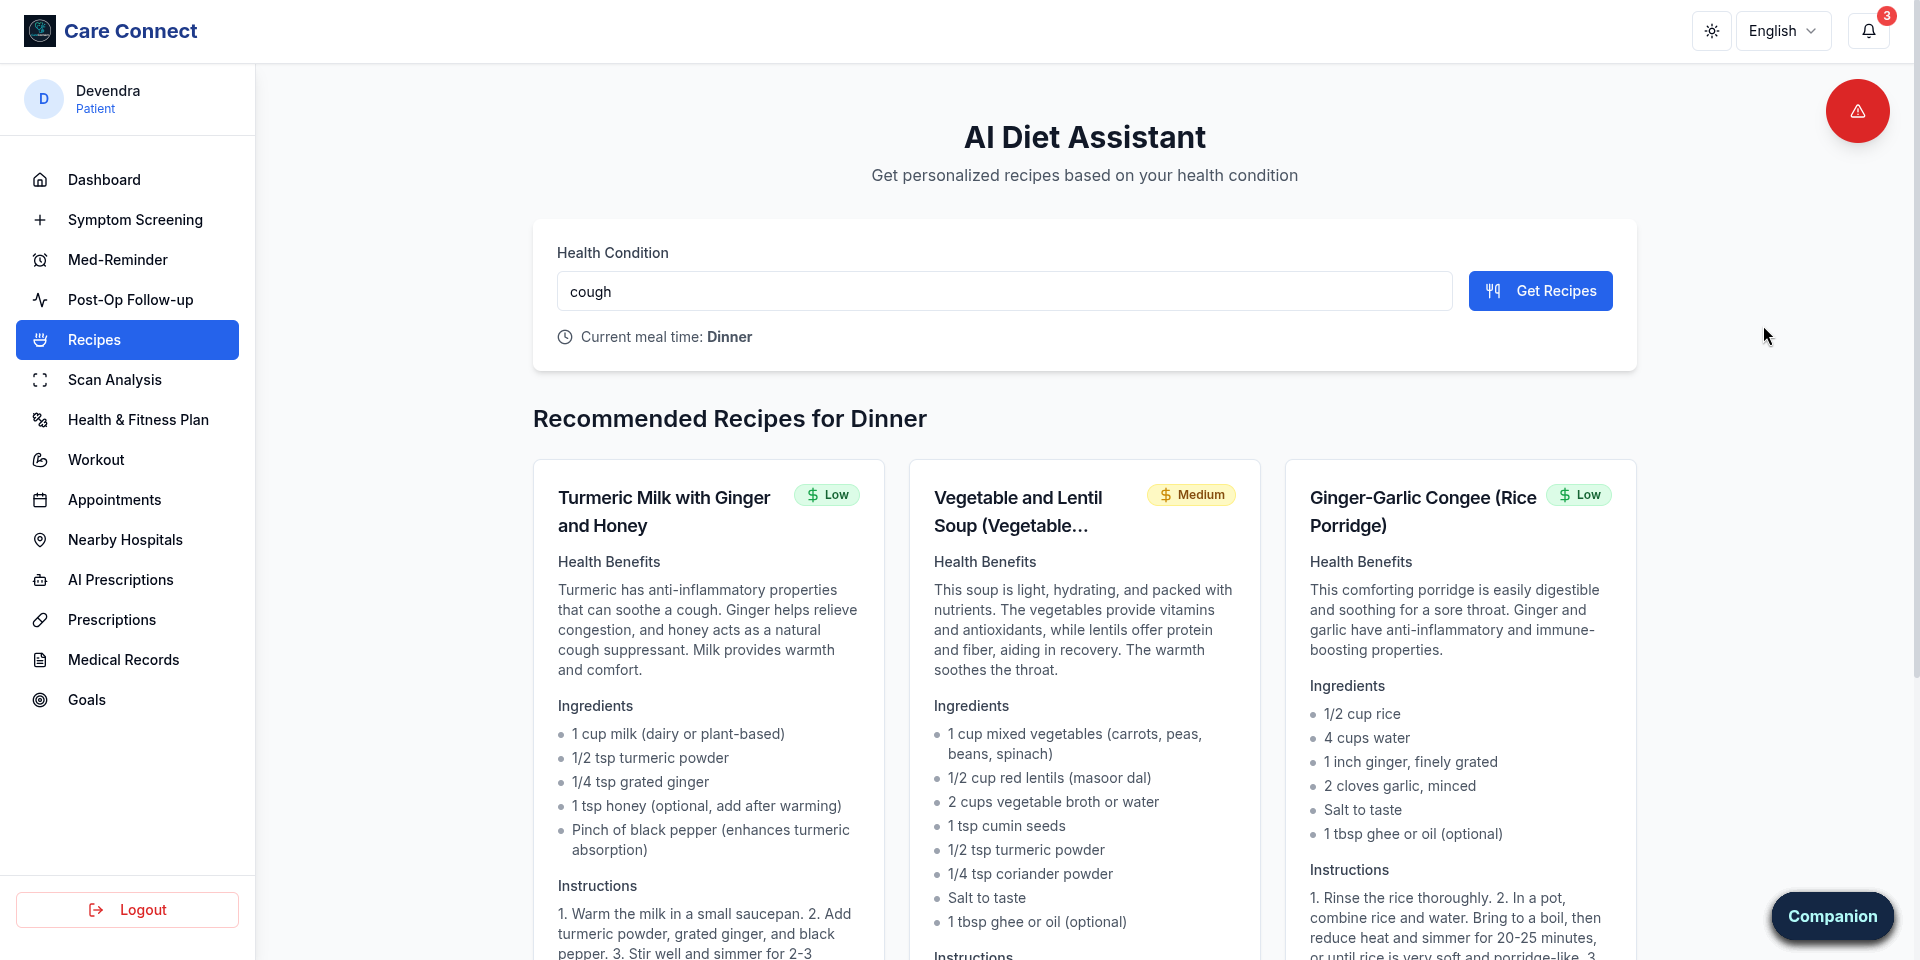 Care Connect
English
3
D
Devendra
Patient
Dashboard
Symptom Screening
Med-Reminder
Post-Op Follow-up
Recipes
Scan Analysis
Health & Fitness Plan
Workout
Appointments
Nearby Hospitals
AI Prescriptions
Prescriptions
Medical Records
Goals
Logout
AI Diet Assistant
Get personalized recipes based on your health condition
Health Condition
cough
Get Recipes
Current meal time: Dinner
Recommended Recipes for Dinner
Turmeric Milk with Ginger
and Honey
$ Low
Health Benefits
Turmeric has anti-inflammatory properties
that can soothe a cough. Ginger helps relieve
congestion, and honey acts as a natural
cough suppressant. Milk provides warmth
and comfort.
Ingredients
1 cup milk (dairy or plant-based)
1/2 tsp turmeric powder
1/4 tsp grated ginger
1 tsp honey (optional, add after warming)
Pinch of black pepper (enhances turmeric
absorption)
Instructions
1. Warm the milk in a small saucepan. 2. Add
turmeric powder, grated ginger, and black
pepper. 3. Stir well and simmer for 2-3
Vegetable and Lentil
Soup (Vegetable...
$ Medium
Health Benefits
This soup is light, hydrating, and packed with
nutrients. The vegetables provide vitamins
and antioxidants, while lentils offer protein
and fiber, aiding in recovery. The warmth
soothes the throat.
Ingredients
1 cup mixed vegetables (carrots, peas,
beans, spinach)
1/2 cup red lentils (masoor dal)
2 cups vegetable broth or water
1 tsp cumin seeds
1/2 tsp turmeric powder
1/4 tsp coriander powder
Salt to taste
1 tbsp ghee or oil (optional)
Instructions
Ginger-Garlic Congee (Rice
Porridge)
$ Low
Health Benefits
This comforting porridge is easily digestible
and soothing for a sore throat. Ginger and
garlic have anti-inflammatory and immune-
boosting properties.
Ingredients
1/2 cup rice
4 cups water
1 inch ginger, finely grated
2 cloves garlic, minced
Salt to taste
1 tbsp ghee or oil (optional)
Instructions
1. Rinse the rice thoroughly. 2. In a pot,
combine rice and water. Bring to a boil, then
reduce heat and simmer for 20-25 minutes,
or until rice is very soft and porridge-like. 3.
Companion